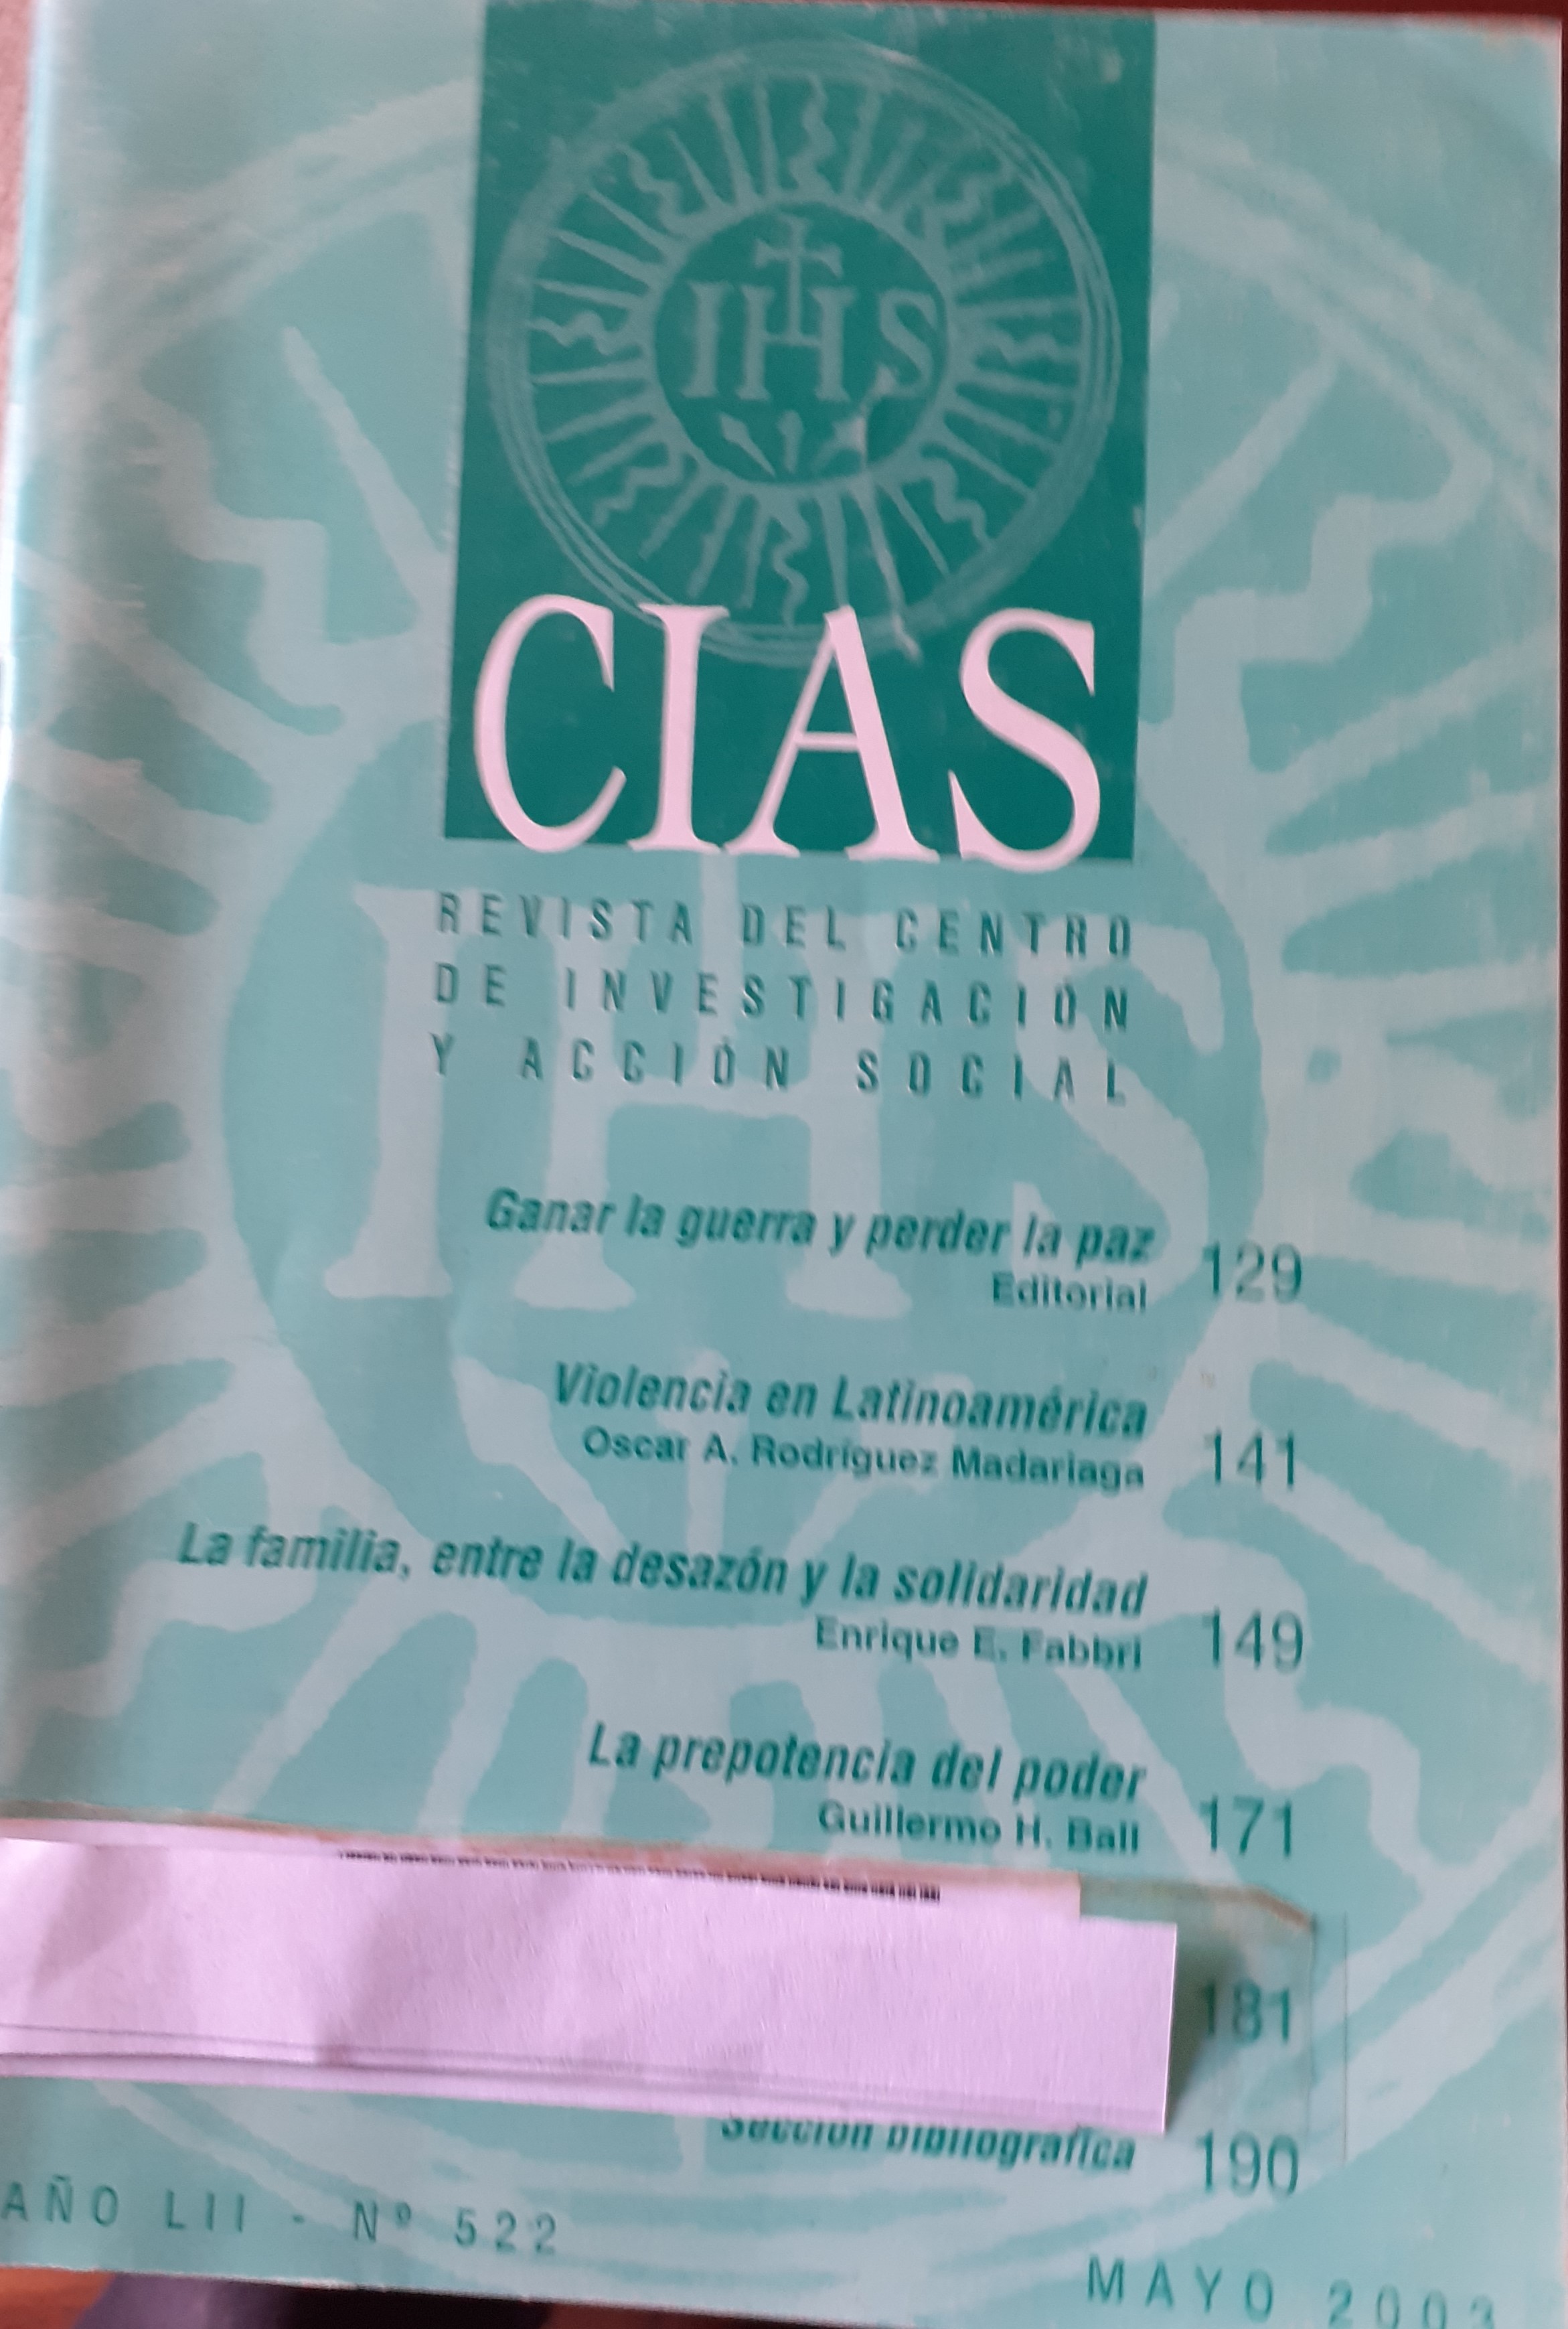 IHS
CIAS
REVISTA DEL CENTRO
DE INVESTIGACIÓN
Y ACCIÓN SOCIAL
Ganar la guerra y perder la paz 129
Editorial
Violencia en Latinoamérica 141
Oscar A. Rodríguez Madariaga
La familia, entre la desazón y la solidaridad 149
Enrique E. Fabbri
La prepotencia del poder 171
Guillermo H. Ball
181
Sección bibliográfica 190
AÑO LII - Nº 522
MAYO 2003